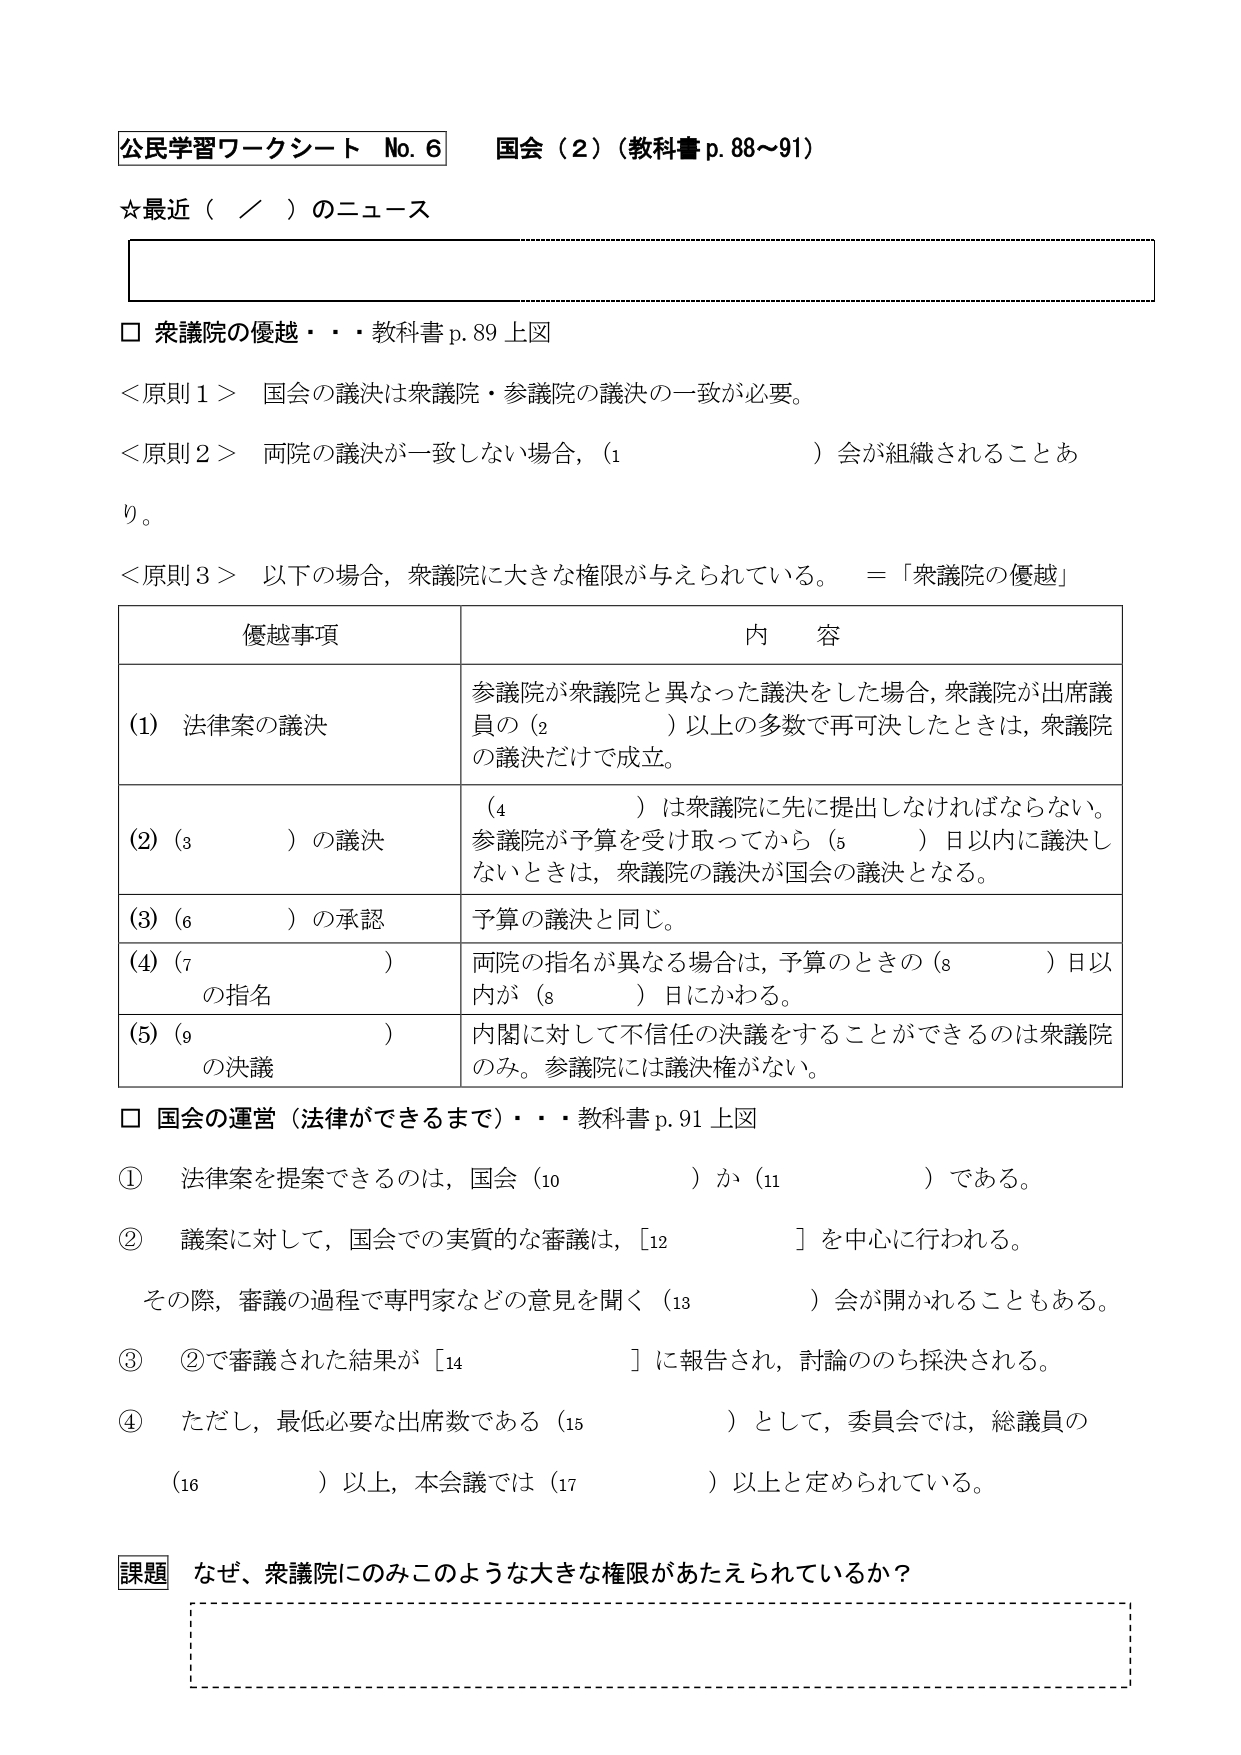 公民学習ワークシート　No.６　　国会（２）（教科書p.88～91）
☆最近（　／　）のニュース
□ 衆議院の優越・・・教科書p.89上図
＜原則１＞　国会の議決は衆議院・参議院の議決の一致が必要。
＜原則２＞　両院の議決が一致しない場合，（1　　　　　　　　）会が組織されることあ
り。
＜原則３＞　以下の場合，衆議院に大きな権限が与えられている。　＝「衆議院の優越」
優越事項　内　　容
(1)　法律案の議決
参議院が衆議院と異なった議決をした場合，衆議院が出席議
員の（2　　　　　）以上の多数で再可決したときは，衆議院
の議決だけで成立。
(2)（3　　　　）の議決
（4　　　　　）は衆議院に先に提出しなければならない。
参議院が予算を受け取ってから（5　　　）日以内に議決し
ないときは，衆議院の議決が国会の議決となる。
(3)（6　　　　）の承認　予算の議決と同じ。
(4)（7　　　　　　　　）
の指名
両院の指名が異なる場合は，予算のときの（8　　　　）日以
内が（8　　　）日にかわる。
(5)（9　　　　　　　　）
の決議
内閣に対して不信任の決議をすることができるのは衆議院
のみ。参議院には議決権がない。
□ 国会の運営（法律ができるまで）・・・教科書p.91上図
①　法律案を提案できるのは，国会（10　　　　　）か（11　　　　　　）である。
②　議案に対して，国会での実質的な審議は，［12　　　　　］を中心に行われる。
その際，審議の過程で専門家などの意見を聞く（13　　　　　）会が開かれることもある。
③　②で審議された結果が［14　　　　　　　］に報告され，討論ののち採決される。
④　ただし，最低必要な出席数である（15　　　　　　）として，委員会では，総議員の
（16　　　　　）以上，本会議では（17　　　　　）以上と定められている。
課題　なぜ、衆議院にのみこのような大きな権限があたえられているか？